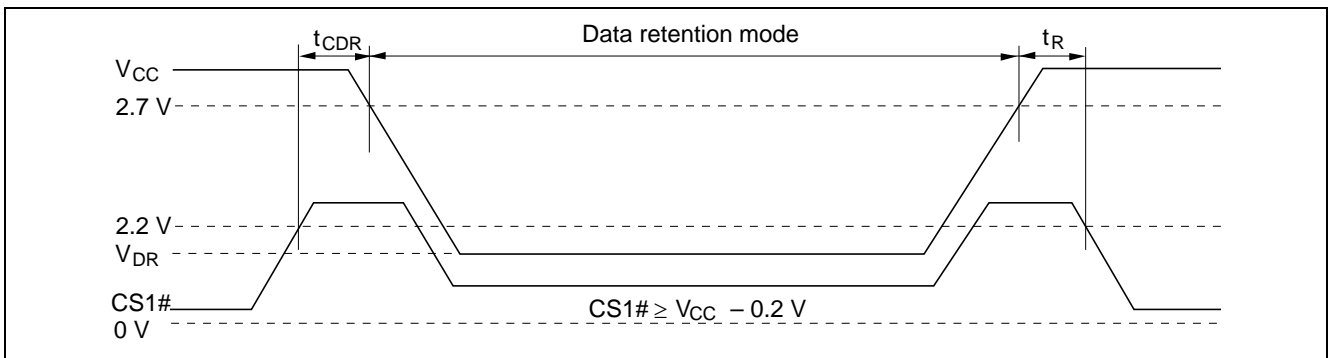 tCDR Data retention mode tR
VCC
2.7 V
2.2 V
VDR
CS1#
CS1# ≥ VCC – 0.2 V
0 V